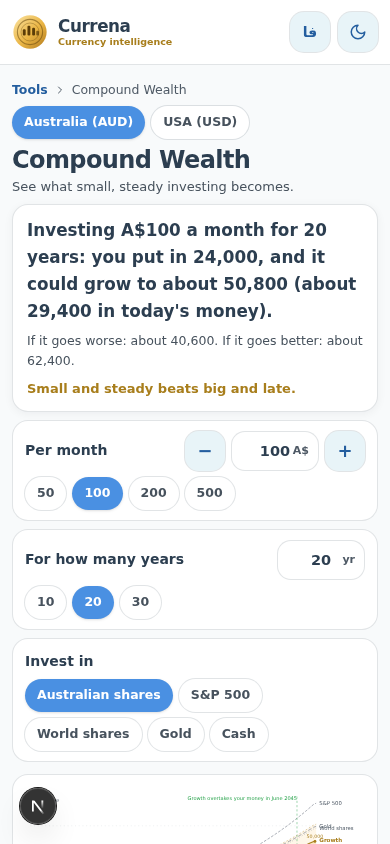 Currena
Currency intelligence
فا
Tools > Compound Wealth
Australia (AUD) USA (USD)
Compound Wealth
See what small, steady investing becomes.
Investing A$100 a month for 20
years: you put in 24,000, and it
could grow to about 50,800 (about
29,400 in today's money).
If it goes worse: about 40,600. If it goes better: about
62,400.
Small and steady beats big and late.
Per month − 100 A$ +
50 100 200 500
For how many years 20 yr
10 20 30
Invest in
Australian shares S&P 500
World shares Gold Cash
N
Growth overtakes your money in June 2045
S&P 500
Gold
World shares
Growth